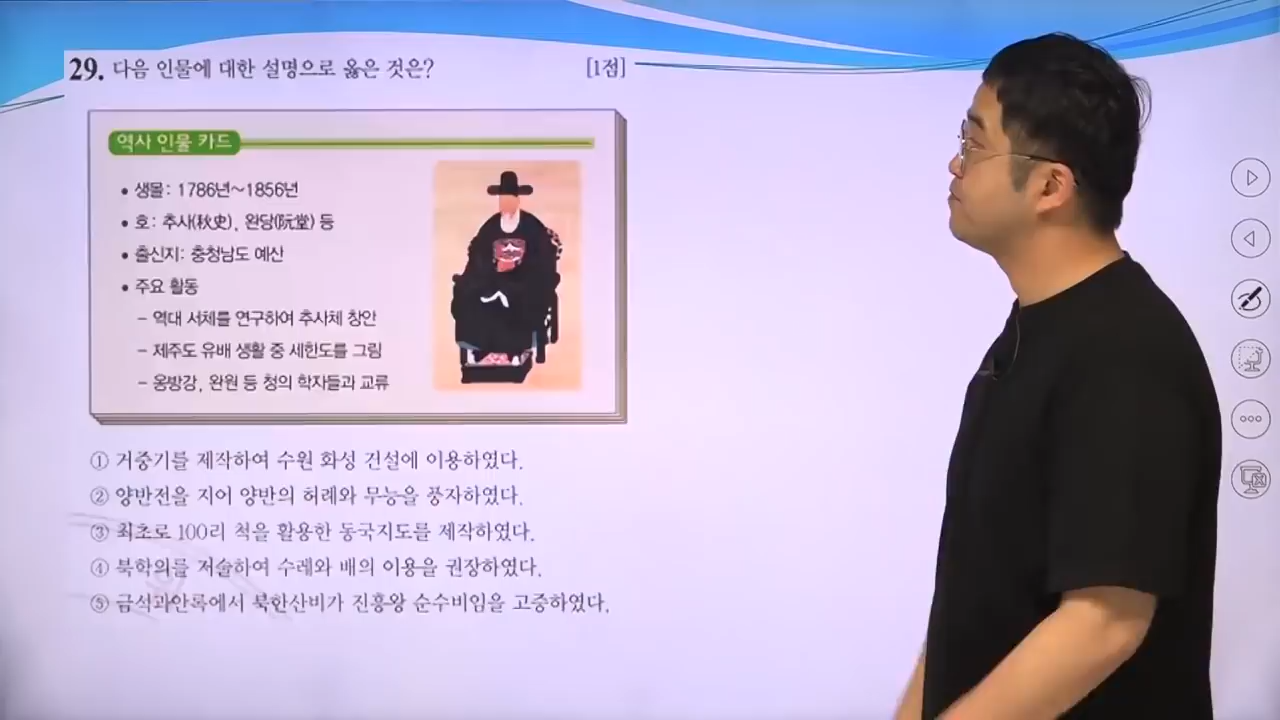 29. 다음 인물에 대한 설명으로 옳은 것은? [1점]
역사 인물 카드
• 생몰: 1786년~1856년
• 호: 추사(秋史), 완당(阮堂) 등
• 출신지: 충청남도 예산
• 주요 활동
- 역대 서체를 연구하여 추사체 창안
- 제주도 유배 생활 중 세한도를 그림
- 옹방강, 완원 등 청의 학자들과 교류
① 거중기를 제작하여 수원 화성 건설에 이용하였다.
② 양반전을 지어 양반의 허례와 무능을 풍자하였다.
③ 최초로 100리 척을 활용한 동국지도를 제작하였다.
④ 북학의를 저술하여 수레와 배의 이용을 권장하였다.
⑤ 금석과안록에서 북한산비가 진흥왕 순수비임을 고증하였다.